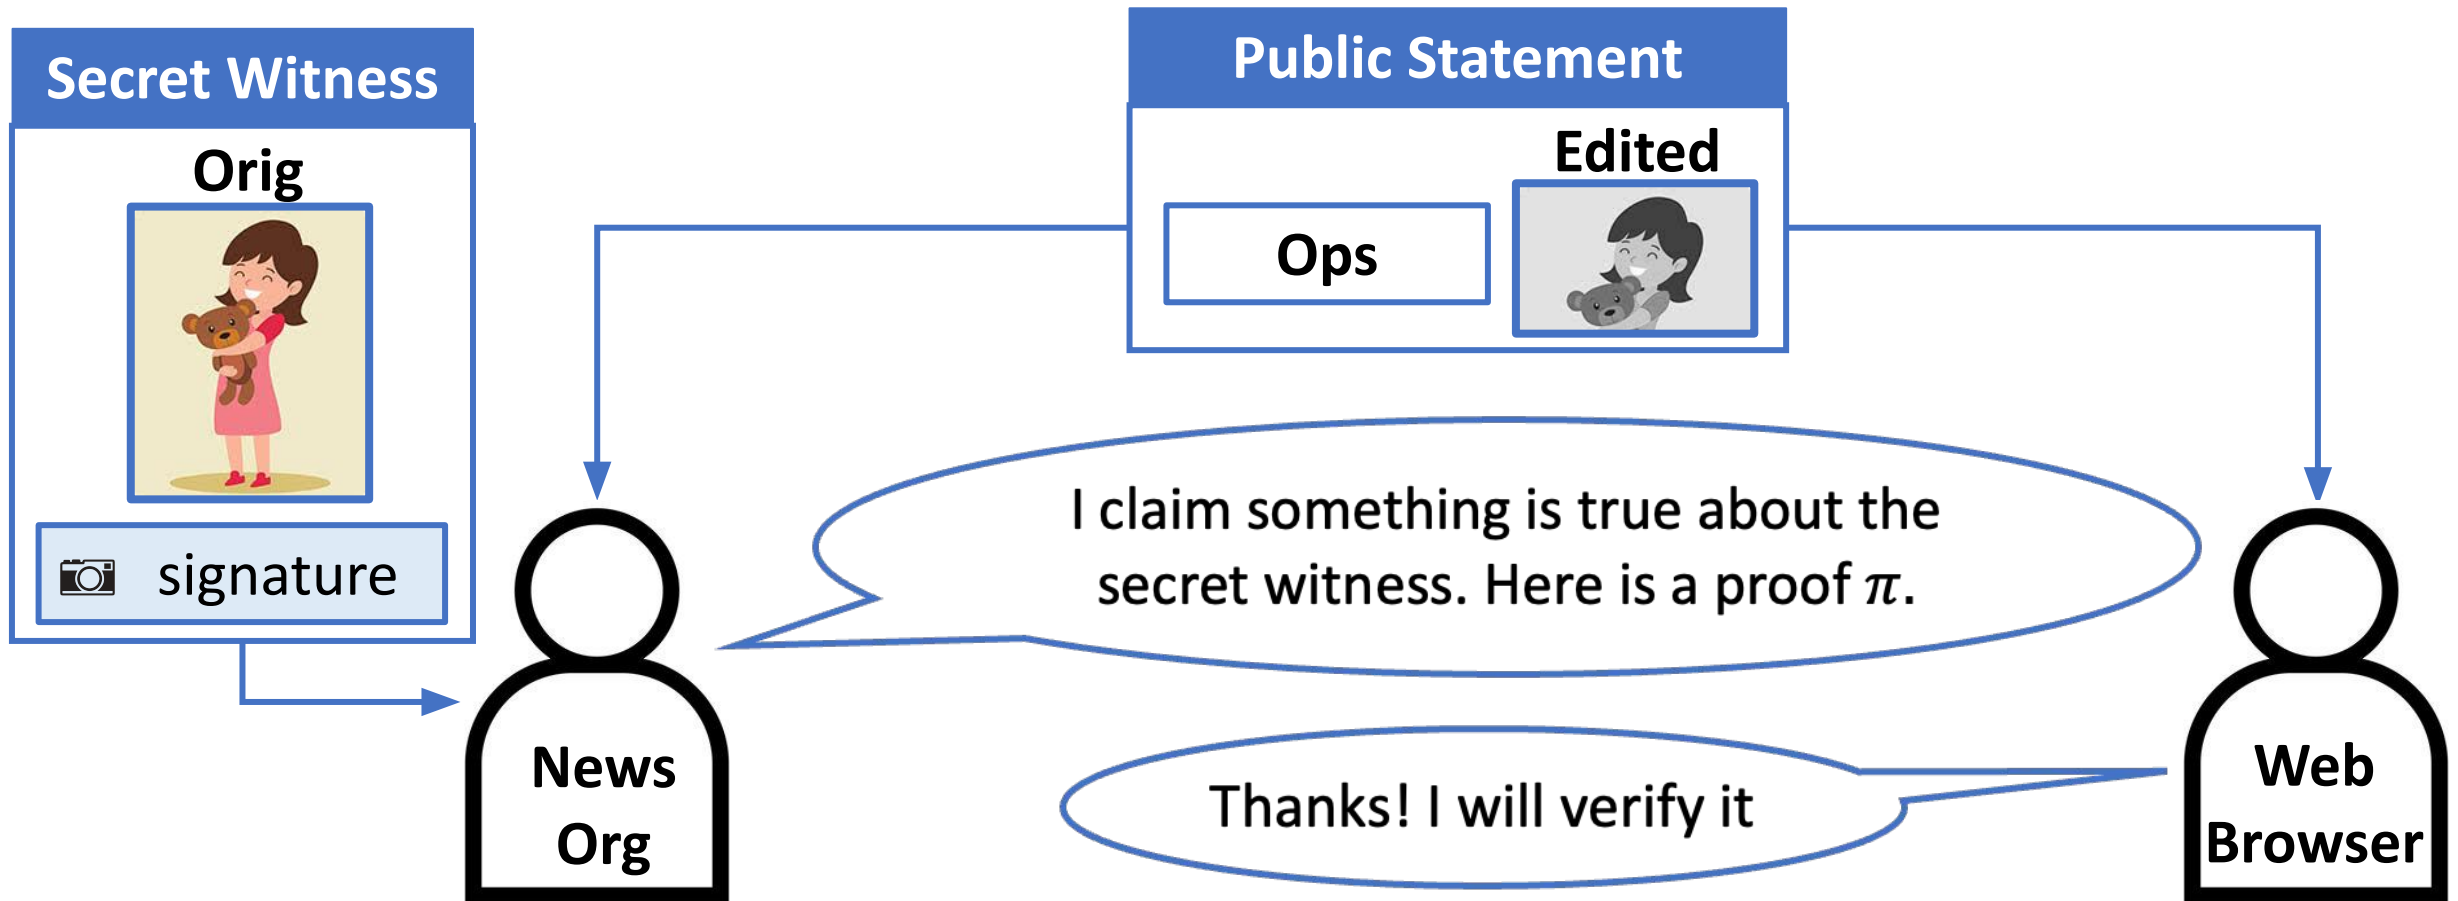 Secret Witness
Orig
signature
Public Statement
Ops
Edited
I claim something is true about the
secret witness. Here is a proof π.
Thanks! I will verify it
News
Org
Web
Browser